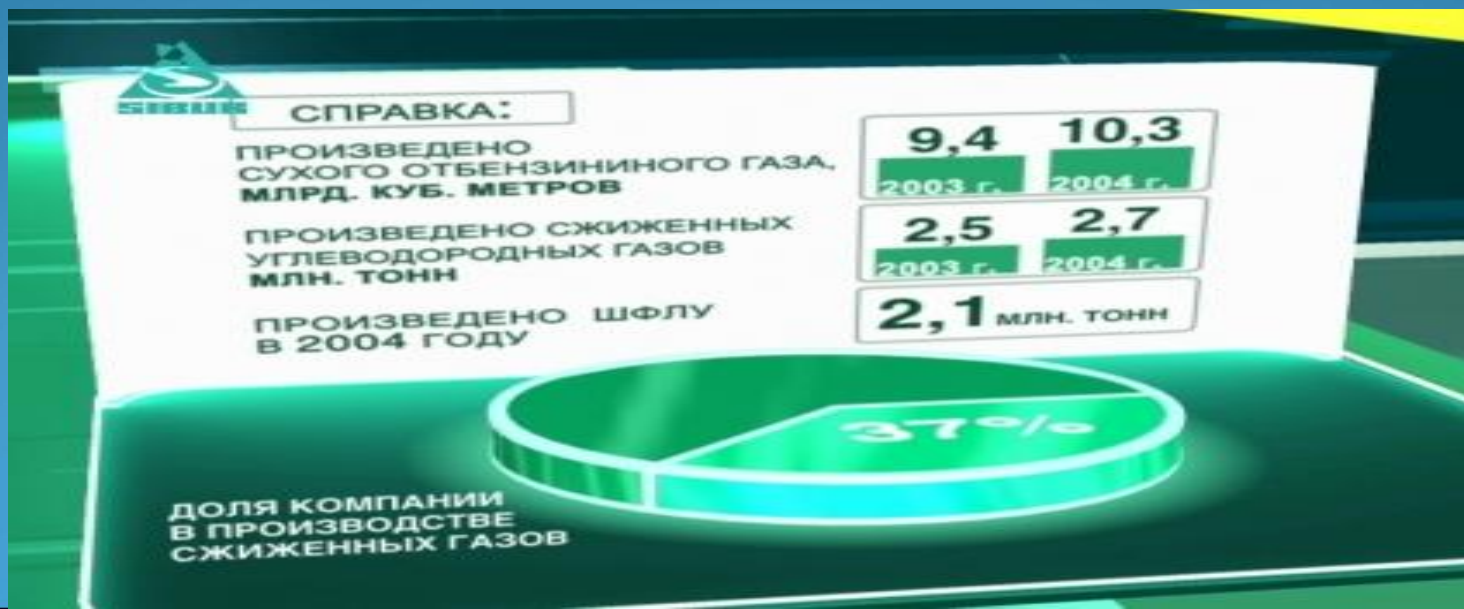 SIBUR
СПРАВКА:
ПРОИЗВЕДЕНО
СУХОГО ОТБЕНЗИНИНОГО ГАЗА,
МЛРД. КУБ. МЕТРОВ
9,4 10,3
2003 г. 2004 г.
ПРОИЗВЕДЕНО СЖИЖЕННЫХ
УГЛЕВОДОРОДНЫХ ГАЗОВ
МЛН. ТОНН
2,5 2,7
2003 г. 2004 г.
ПРОИЗВЕДЕНО ШФЛУ
В 2004 ГОДУ
2,1 МЛН. ТОНН
37%
ДОЛЯ КОМПАНИИ
В ПРОИЗВОДСТВЕ
СЖИЖЕННЫХ ГАЗОВ